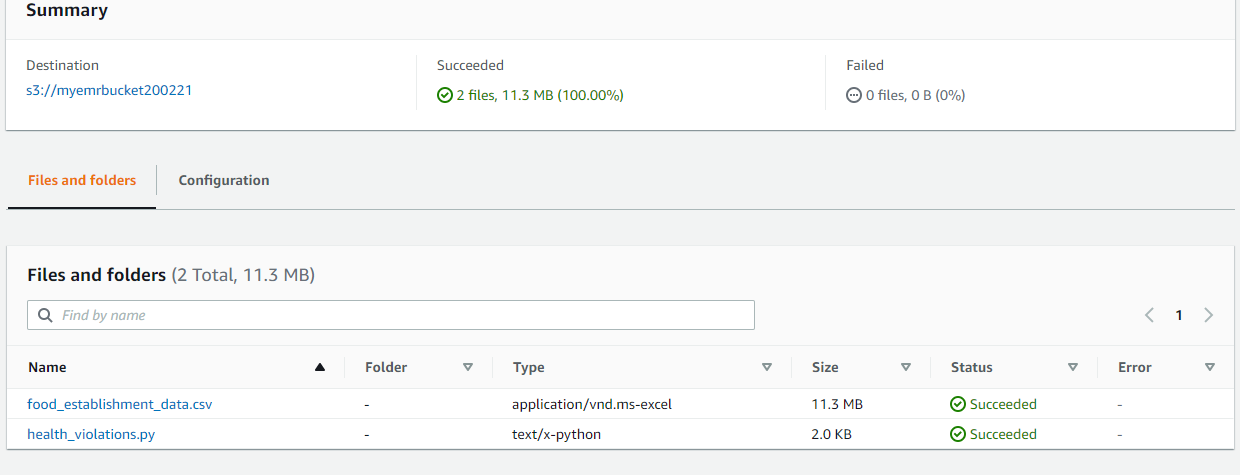 Summary
Destination Succeeded Failed
s3://myemrbucket200221 2 files, 11.3 MB (100.00%) 0 files, 0 B (0%)
Files and folders Configuration
Files and folders (2 Total, 11.3 MB)
Find by name 1
Name Folder Type Size Status Error
food_establishment_data.csv - application/vnd.ms-excel 11.3 MB Succeeded -
health_violations.py - text/x-python 2.0 KB Succeeded -